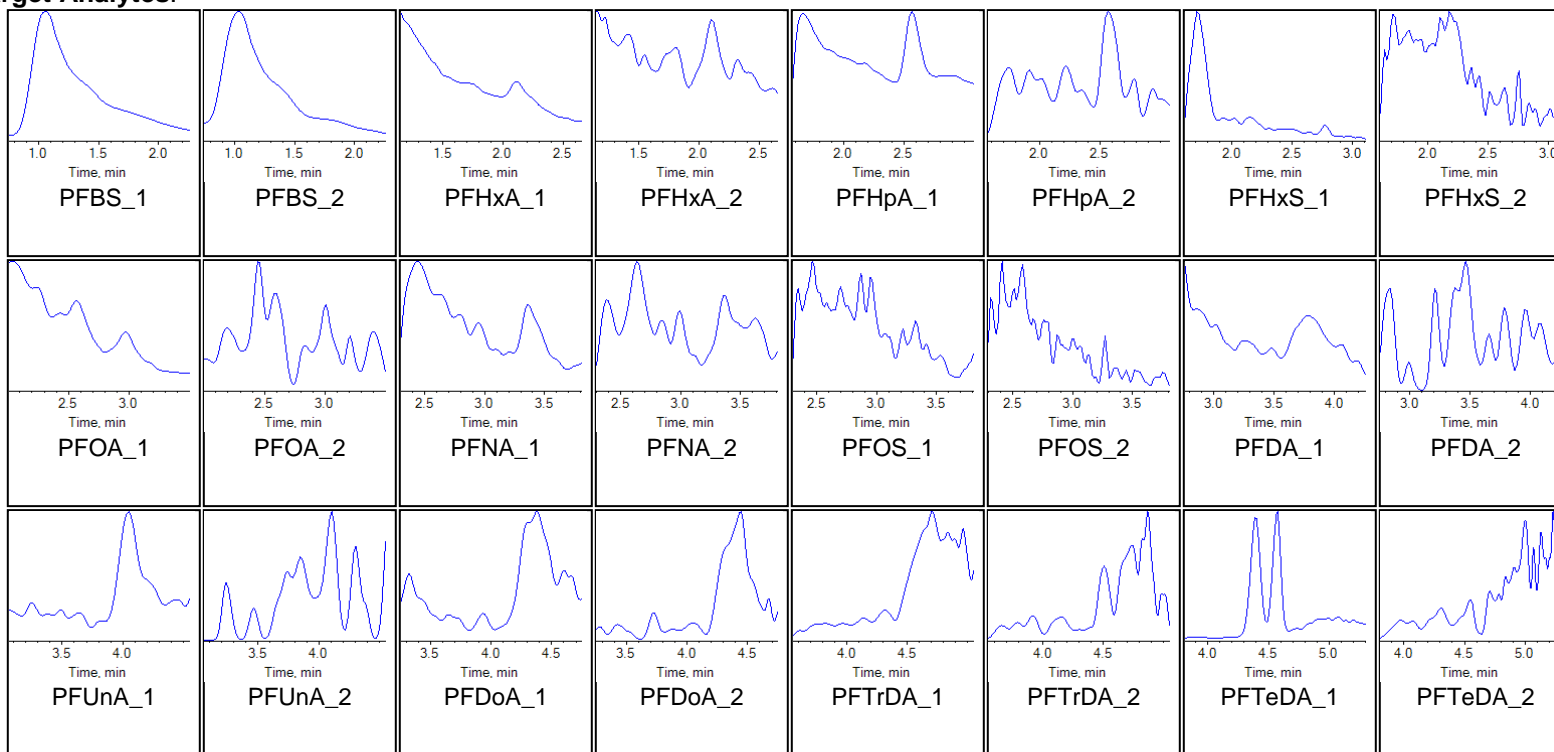 rget Analytes:
1.0 1.5 2.0 1.0 1.5 2.0 1.5 2.0 2.5 1.5 2.0 2.5 2.0 2.5 2.0 2.5 2.0 2.5 3.0 2.0 2.5 3.0
Time, min Time, min Time, min Time, min Time, min Time, min Time, min Time, min
PFBS_1 PFBS_2 PFHxA_1 PFHxA_2 PFHpA_1 PFHpA_2 PFHxS_1 PFHxS_2
2.5 3.0 2.5 3.0 2.5 3.0 3.5 2.5 3.0 3.5 2.5 3.0 3.5 2.5 3.0 3.5 3.0 3.5 4.0 3.0 3.5 4.0
Time, min Time, min Time, min Time, min Time, min Time, min Time, min Time, min
PFOA_1 PFOA_2 PFNA_1 PFNA_2 PFOS_1 PFOS_2 PFDA_1 PFDA_2
3.5 4.0 3.5 4.0 3.5 4.0 4.5 3.5 4.0 4.5 4.0 4.5 4.0 4.5 4.0 4.5 5.0 4.0 4.5 5.0
Time, min Time, min Time, min Time, min Time, min Time, min Time, min Time, min
PFUnA_1 PFUnA_2 PFDoA_1 PFDoA_2 PFTrDA_1 PFTrDA_2 PFTeDA_1 PFTeDA_2